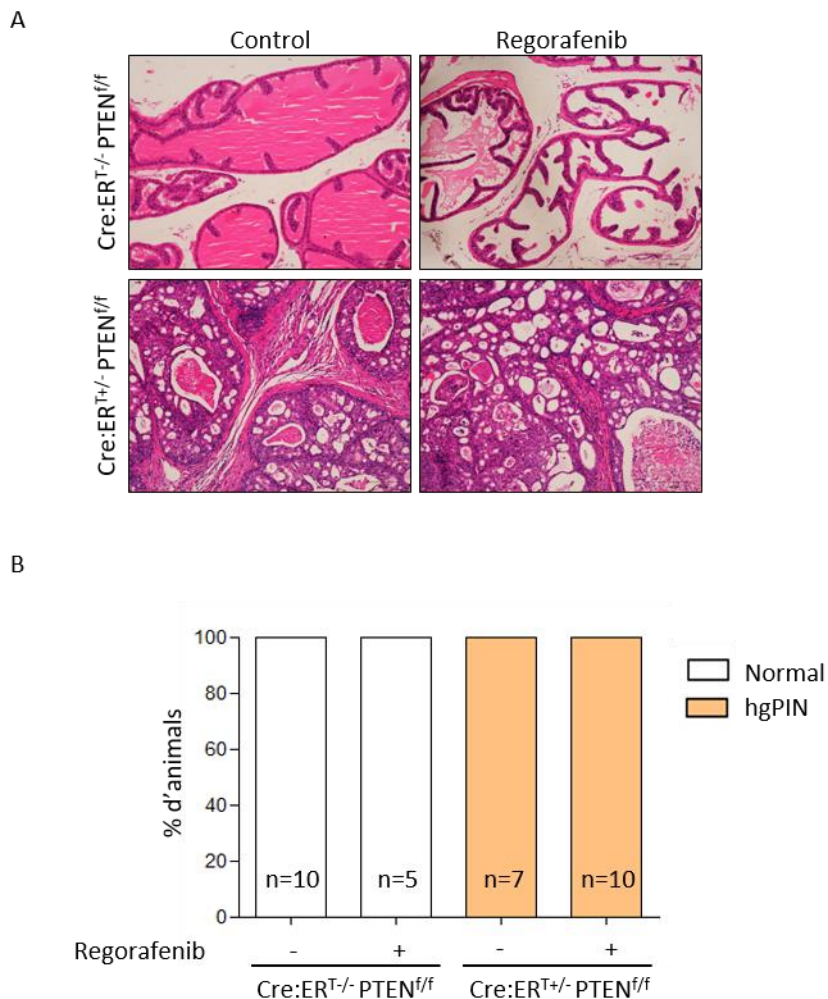 A
Control Regorafenib
Cre:ERT-/- PTENf/f
Cre:ERT+/- PTENf/f
B
100
80
60
40
20
0
% d'animals
n=10 n=5 n=7 n=10
Normal
hgPIN
Regorafenib - + - +
Cre:ERT-/- PTENf/f Cre:ERT+/- PTENf/f